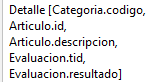 Detalle [Categoria.codigo,
Articulo.id,
Articulo.descripcion,
Evaluacion.tid,
Evaluacion.resultado]